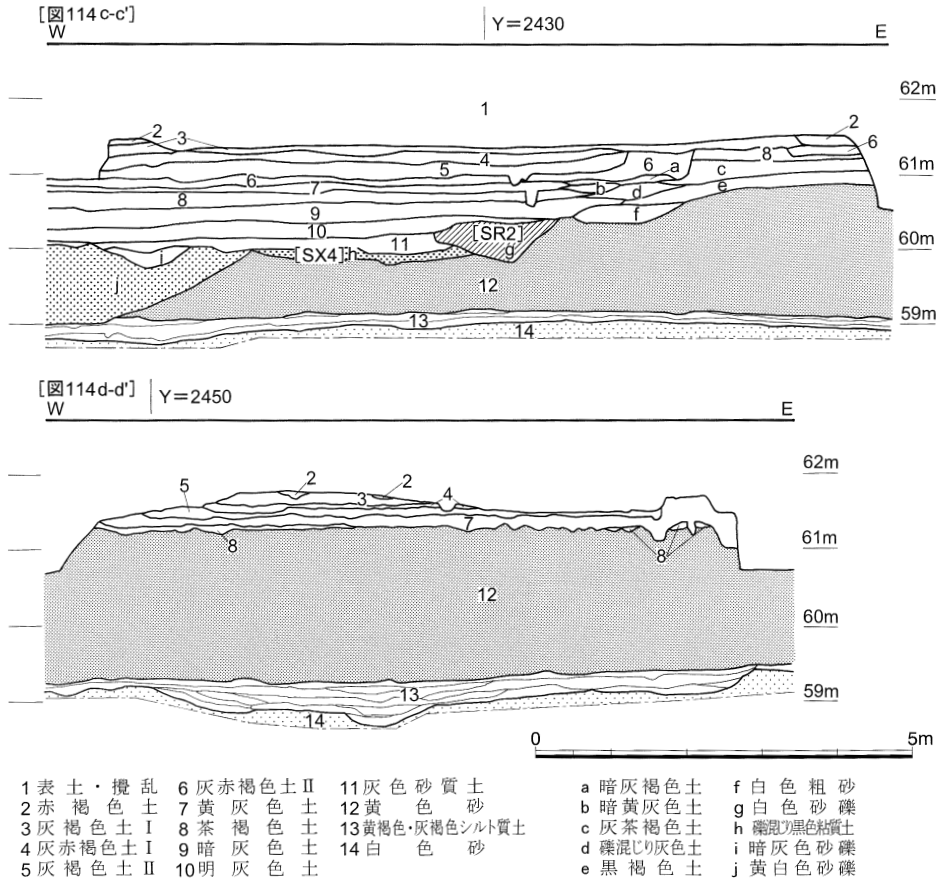 [図114 c-c']
W Y=2430 E
62m
1
2 3 2
4 8 6
5 6 a c 61m
6 7 b d e
8 9 f
10 11 [SR2] 60m
i [SX4] h g
j 12
13 59m
14
[図114 d-d']
W Y=2450 E
62m
5 2 3 2 4
7
8 8 61m
12
60m
13 59m
14
0 5m
1 表土・攪乱 6 灰赤褐色土Ⅱ 11 灰色砂質土 a 暗灰褐色土 f 白色粗砂
2 赤褐色土 7 黄灰色土 12 黄色砂 b 暗黄灰色土 g 白色砂礫
3 灰褐色土Ⅰ 8 茶褐色土 13 黄褐色・灰褐色シルト質土 c 灰茶褐色土 h 礫混じり黒色粘質土
4 灰赤褐色土Ⅰ 9 暗灰色土 14 白色砂 d 礫混じり灰色土 i 暗灰色砂礫
5 灰褐色土Ⅱ 10 明灰色土 e 黒褐色土 j 黄白色砂礫